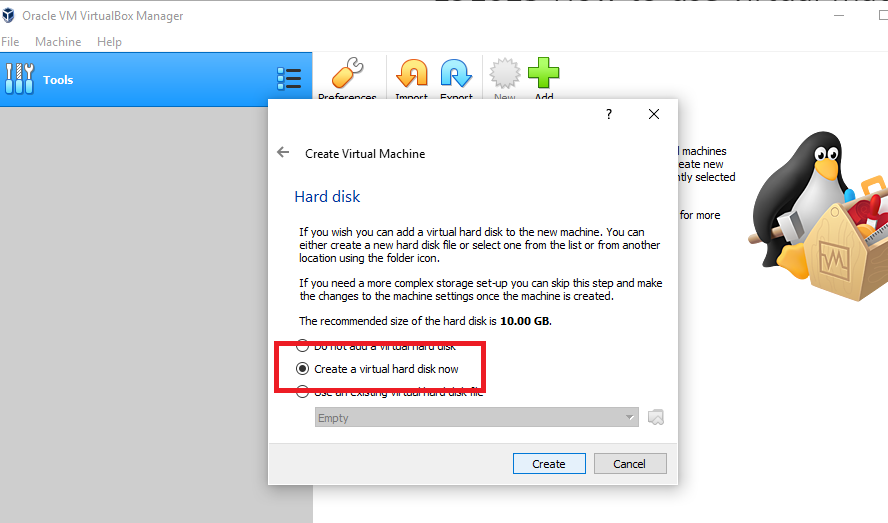 Oracle VM VirtualBox Manager
File Machine Help
Tools
Preferences Import Export New Add
?
Create Virtual Machine
Hard disk
If you wish you can add a virtual hard disk to the new machine. You can
either create a new hard disk file or select one from the list or from another
location using the folder icon.
If you need a more complex storage set-up you can skip this step and make
the changes to the machine settings once the machine is created.
The recommended size of the hard disk is 10.00 GB.
Do not add a virtual hard disk
Create a virtual hard disk now
Use an existing virtual hard disk file
Empty
Create Cancel
machines
eate new
ntly selected
for more